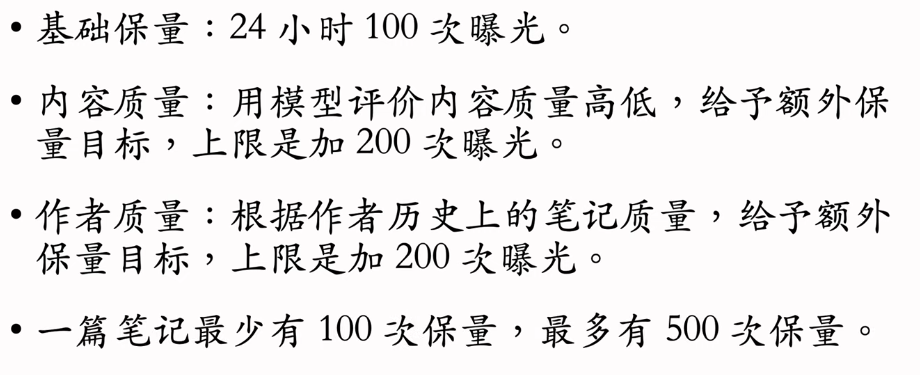 • 基础保量：24 小时 100 次曝光。
• 内容质量：用模型评价内容质量高低，给予额外保
量目标，上限是加 200 次曝光。
• 作者质量：根据作者历史上的笔记质量，给予额外
保量目标，上限是加 200 次曝光。
• 一篇笔记最少有 100 次保量，最多有 500 次保量。